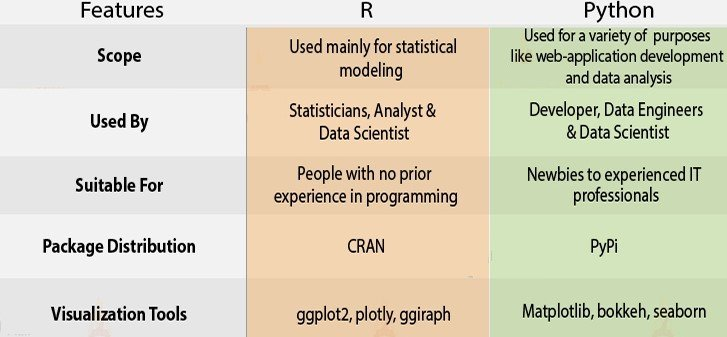 Features
R
Python
Scope
Used mainly for statistical
modeling
Used for a variety of purposes
like web-application development
and data analysis
Used By
Statisticians, Analyst &
Data Scientist
Developer, Data Engineers
& Data Scientist
Suitable For
People with no prior
experience in programming
Newbies to experienced IT
professionals
Package Distribution
CRAN
PyPi
Visualization Tools
ggplot2, plotly, ggiraph
Matplotlib, bokkeh, seaborn